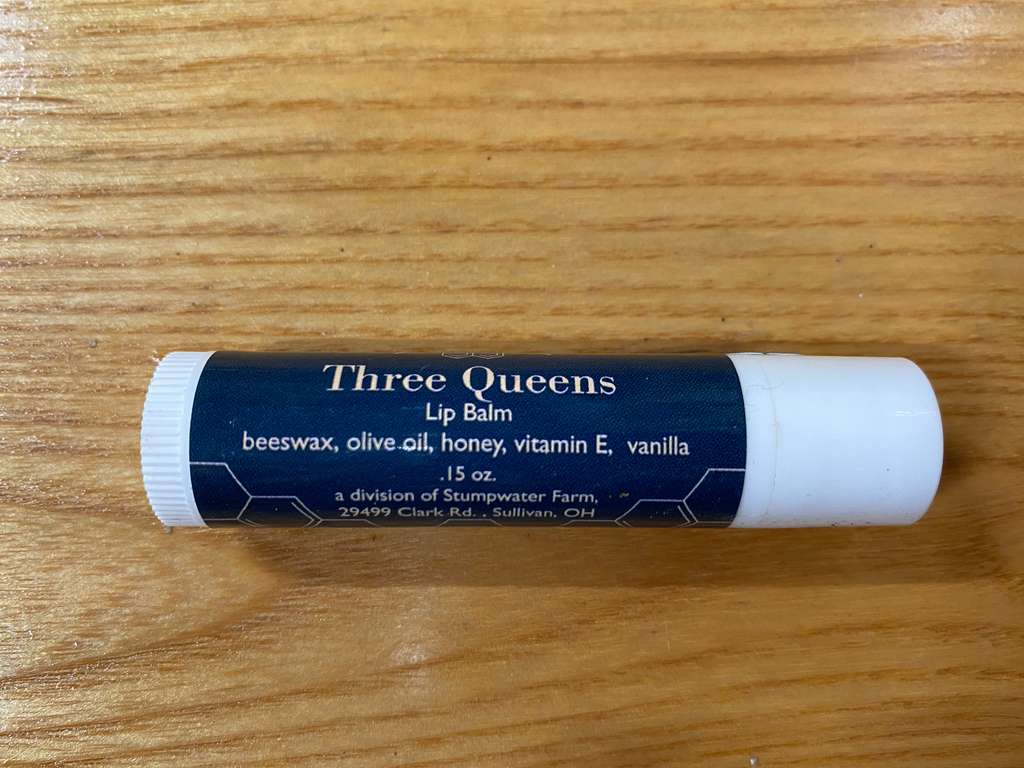 Three Queens
Lip Balm
beeswax, olive oil, honey, vitamin E, vanilla
.15 oz.
a division of Stumpwater Farm,
29499 Clark Rd. , Sullivan, OH